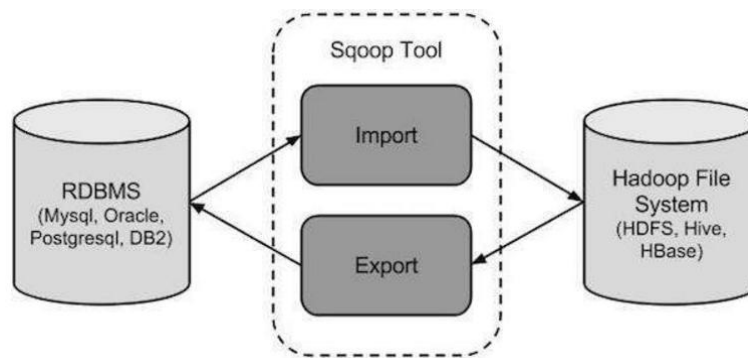 Sqoop Tool
Import
RDBMS
(Mysql, Oracle,
Postgresql, DB2)
Hadoop File
System
(HDFS, Hive,
HBase)
Export